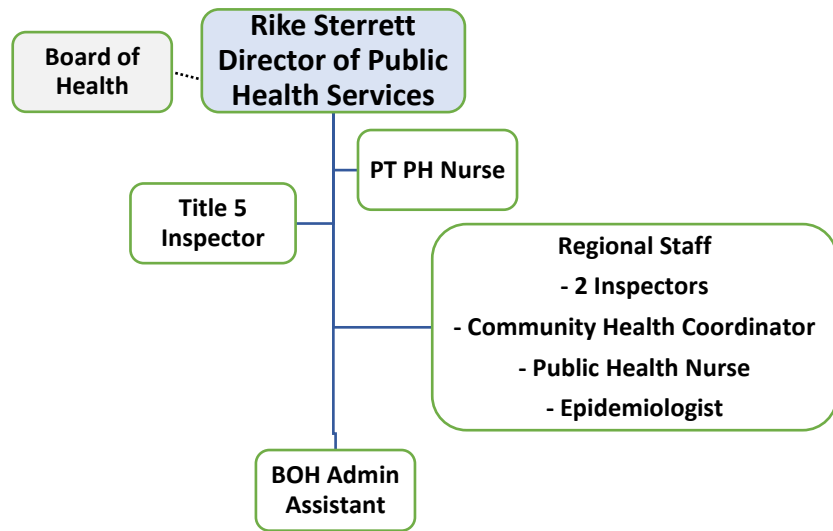 Rike Sterrett
Director of Public
Health Services
Board of
Health
PT PH Nurse
Title 5
Inspector
Regional Staff
- 2 Inspectors
- Community Health Coordinator
- Public Health Nurse
- Epidemiologist
BOH Admin
Assistant